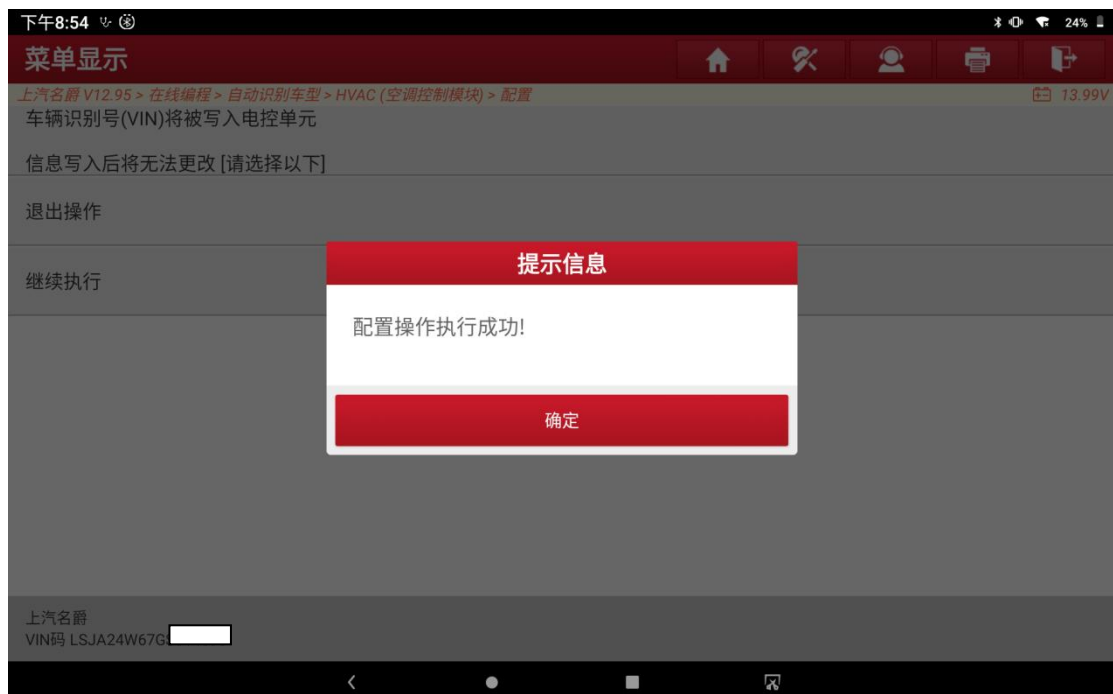 下午8:54
24%
菜单显示
上汽名爵 V12.95 > 在线编程 > 自动识别车型 > HVAC (空调控制模块) > 配置
13.99V
车辆识别号(VIN)将被写入电控单元
信息写入后将无法更改 [请选择以下]
退出操作
继续执行
提示信息
配置操作执行成功!
确定
上汽名爵
VIN码 LSJA24W67G